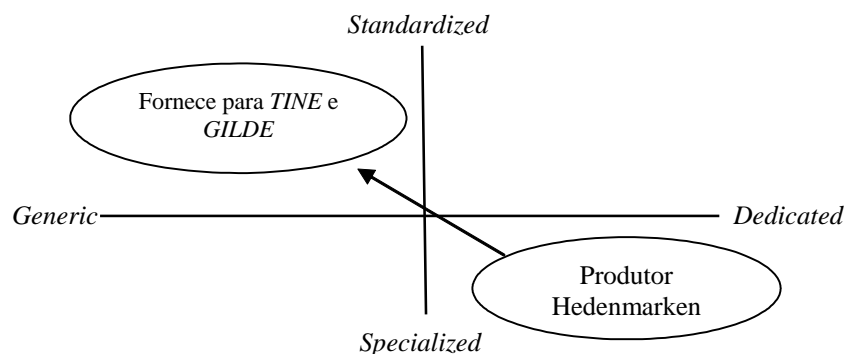 Standardized
Fornece para TINE e
GILDE
Generic
Dedicated
Produtor
Hedenmarken
Specialized